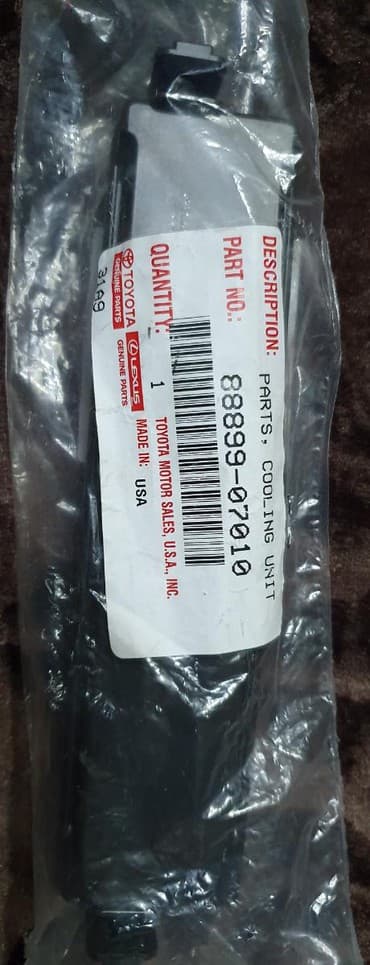 DESCRIPTION: PARTS, COOLING UNIT
PART NO.: 88899-07010
QUANTITY: 1
TOYOTA MOTOR SALES, U.S.A., INC.
TOYOTA
GENUINE PARTS
LEXUS
GENUINE PARTS
MADE IN: USA
31A9